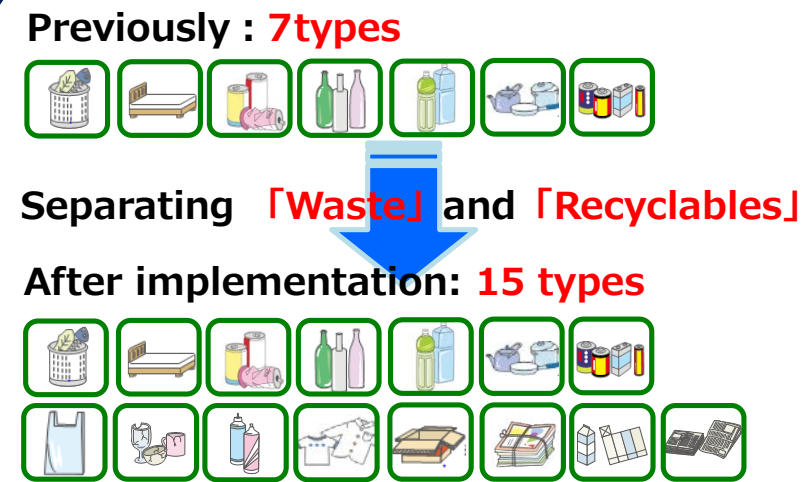 Previously : 7types
Separating 「Waste」 and 「Recyclables」
After implementation: 15 types